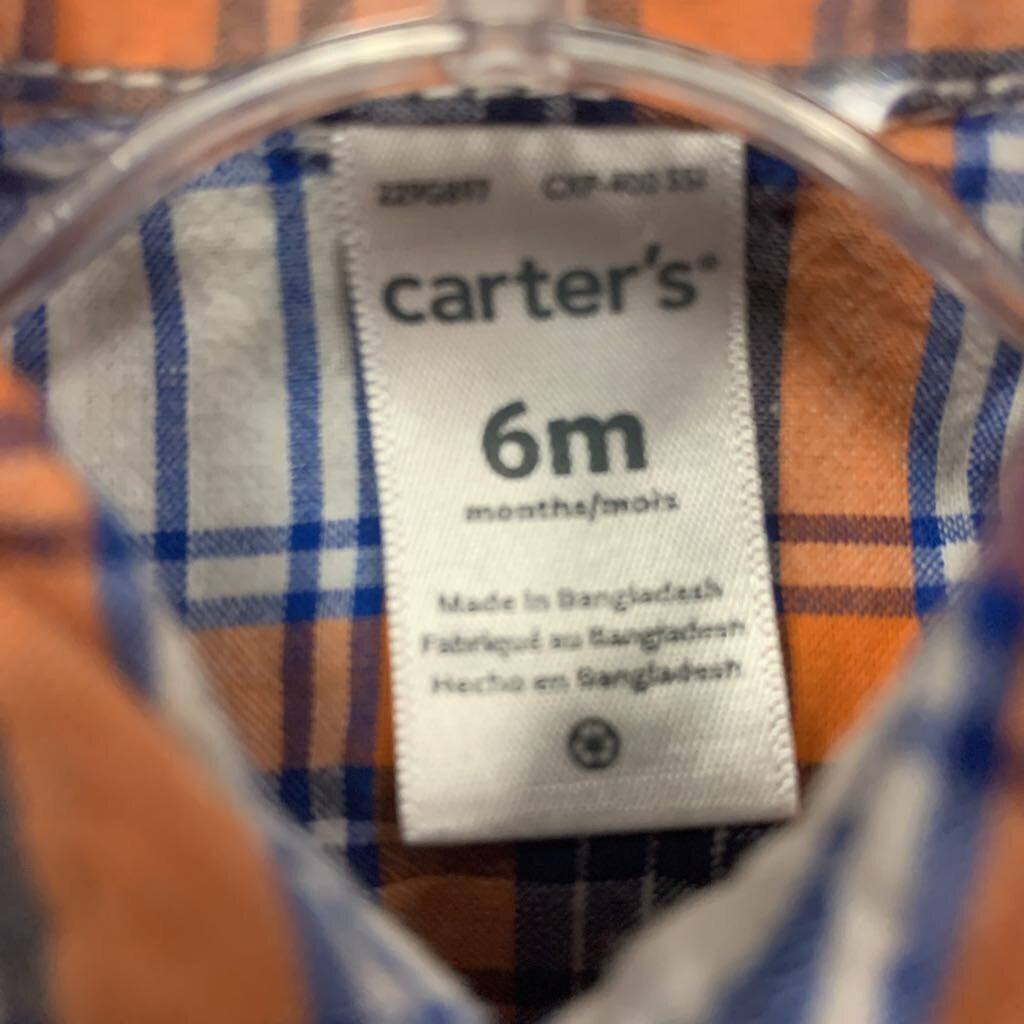 carter's®
6m
months/mois
Made in Bangladesh
Fabriqué au Bangladesh
Hecho en Bangladesh